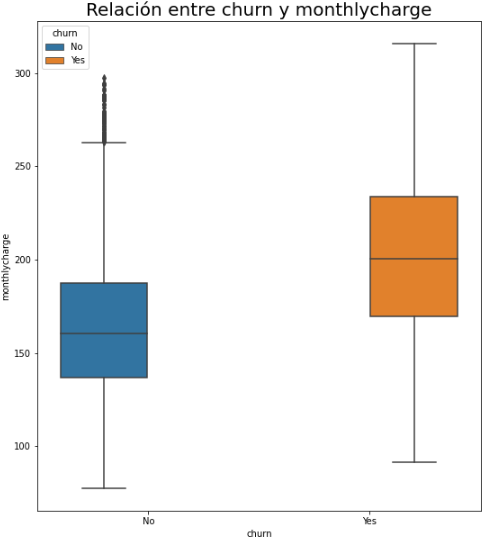 Relación entre churn y monthlycharge
churn
No
Yes
300
250
200
150
100
monthlycharge
No
Yes
churn